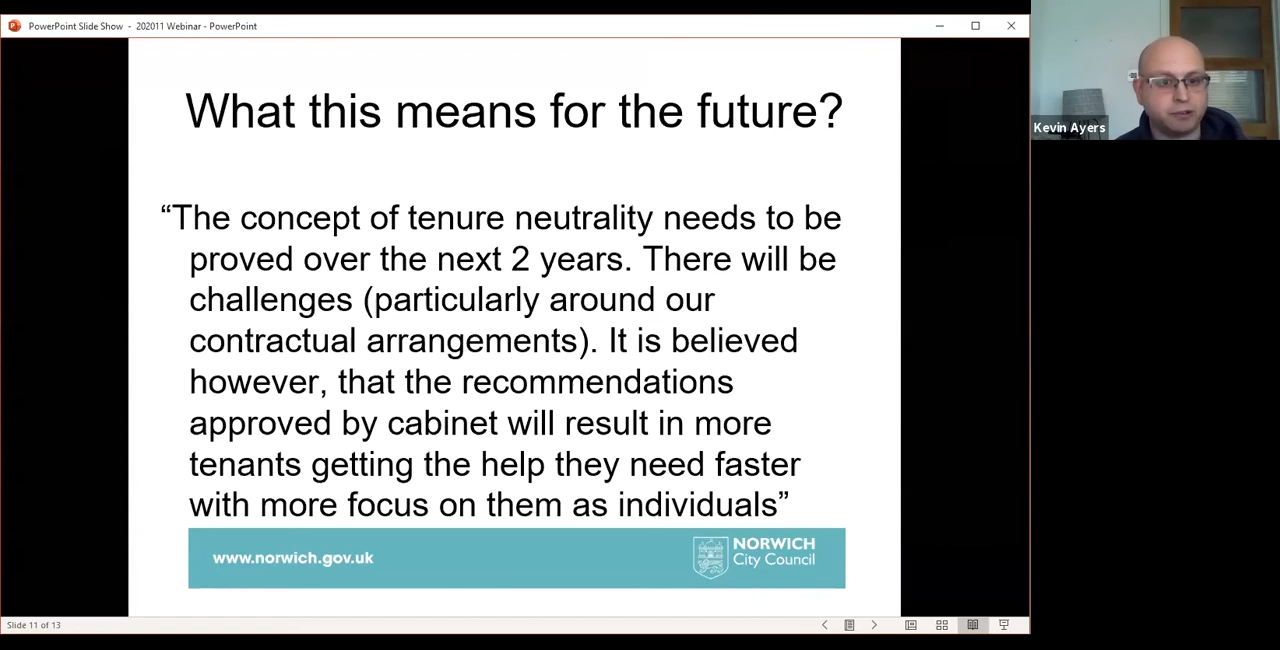 PowerPoint Slide Show - 202011 Webinar - PowerPoint
What this means for the future?
“The concept of tenure neutrality needs to be
proved over the next 2 years. There will be
challenges (particularly around our
contractual arrangements). It is believed
however, that the recommendations
approved by cabinet will result in more
tenants getting the help they need faster
with more focus on them as individuals”
www.norwich.gov.uk
NORWICH
City Council
Slide 11 of 13
Kevin Ayers